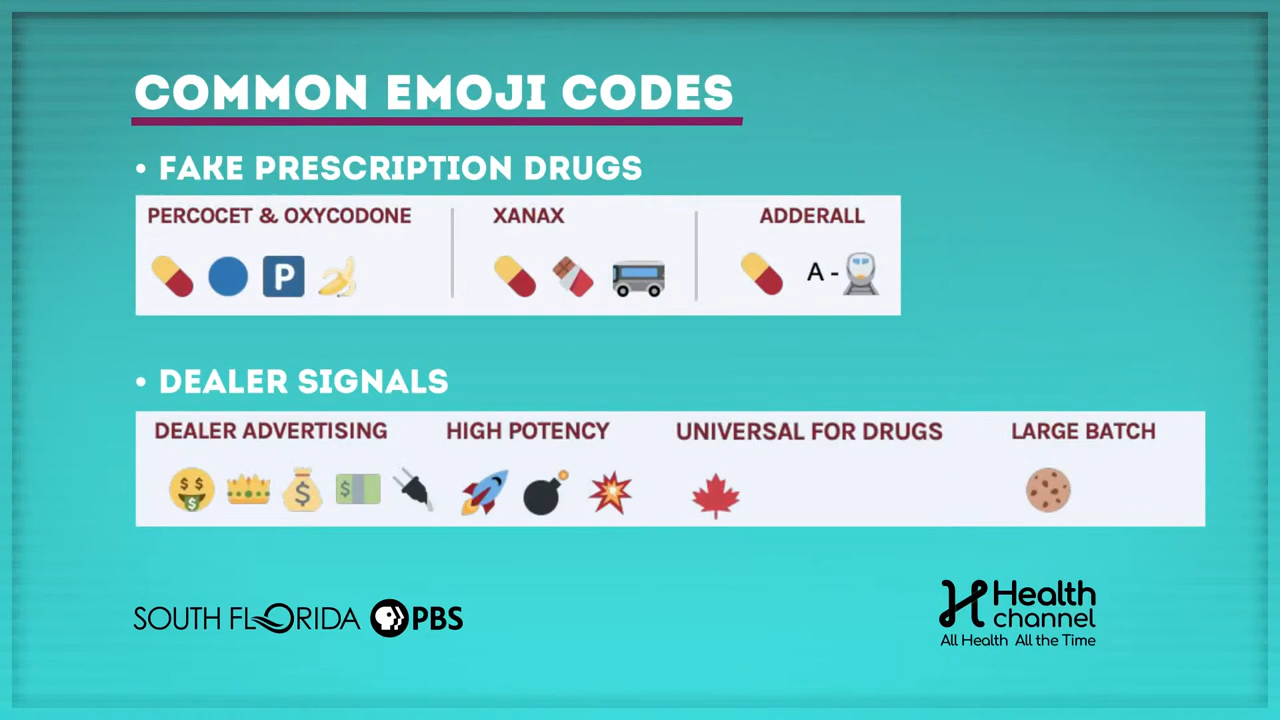 COMMON EMOJI CODES
• FAKE PRESCRIPTION DRUGS
PERCOCET & OXYCODONE
XANAX
ADDERALL
P
A -
• DEALER SIGNALS
DEALER ADVERTISING
HIGH POTENCY
UNIVERSAL FOR DRUGS
LARGE BATCH
SOUTH FLORIDA PBS
Health
channel
All Health All the Time